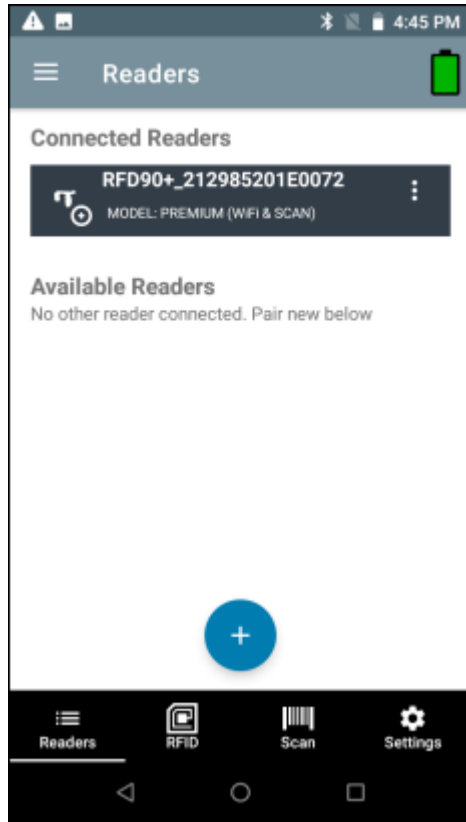 4:45 PM
Readers
Connected Readers
RFD90+_212985201E0072
MODEL: PREMIUM (WiFi & SCAN)
Available Readers
No other reader connected. Pair new below
+
Readers RFID Scan Settings